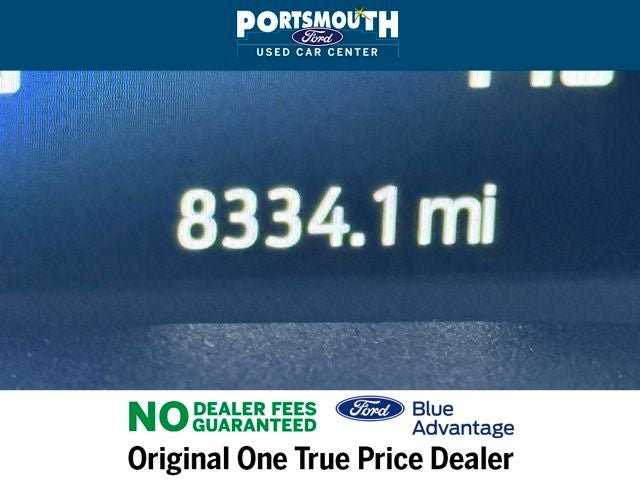 PORTSMOUTH
Ford
USED CAR CENTER
8334.1 mi
NO DEALER FEES GUARANTEED
Ford Blue Advantage
Original One True Price Dealer